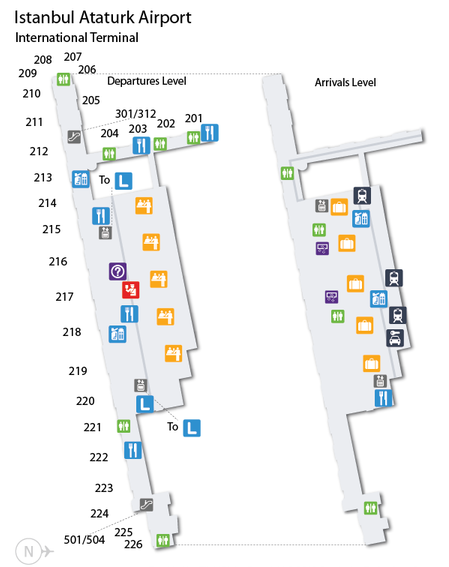 Istanbul Ataturk Airport
International Terminal
208
207
209
206
Departures Level
Arrivals Level
210
205
301/312
211
201
202
203
204
212
213
To
L
214
215
216
?
217
218
219
220
L
221
To
L
222
223
224
501/504
225
226
N